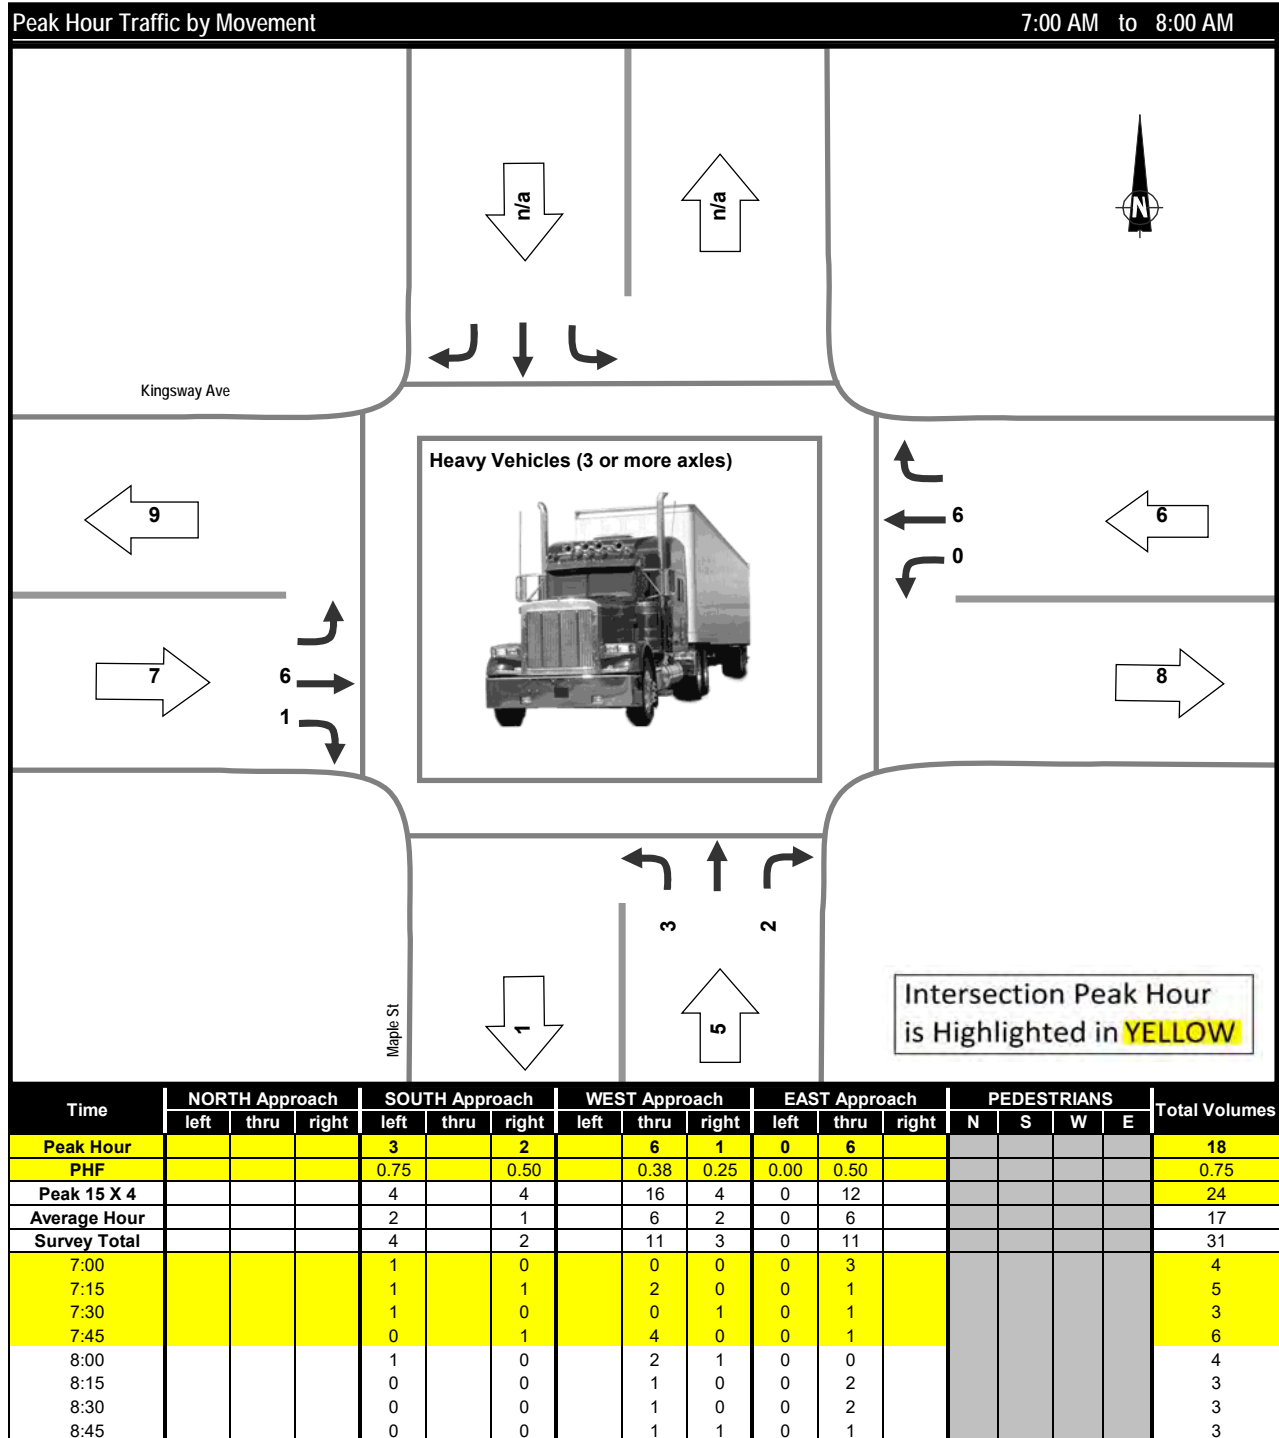 Peak Hour Traffic by Movement 7:00 AM to 8:00 AM
n/a n/a
N
Kingsway Ave
Heavy Vehicles (3 or more axles)
9 6 6
0
7 6 8
1
3 2
Maple St
1 5
Intersection Peak Hour
is Highlighted in YELLOW
Time NORTH Approach SOUTH Approach WEST Approach EAST Approach PEDESTRIANS Total Volumes
left thru right left thru right left thru right left thru right N S W E
Peak Hour 3 2 6 1 0 6 18
PHF 0.75 0.50 0.38 0.25 0.00 0.50 0.75
Peak 15 X 4 4 4 16 4 0 12 24
Average Hour 2 1 6 2 0 6 17
Survey Total 4 2 11 3 0 11 31
7:00 1 0 0 0 0 3 4
7:15 1 1 2 0 0 1 5
7:30 1 0 0 1 0 1 3
7:45 0 1 4 0 0 1 6
8:00 1 0 2 1 0 0 4
8:15 0 0 1 0 0 2 3
8:30 0 0 1 0 0 2 3
8:45 0 0 1 1 0 1 3